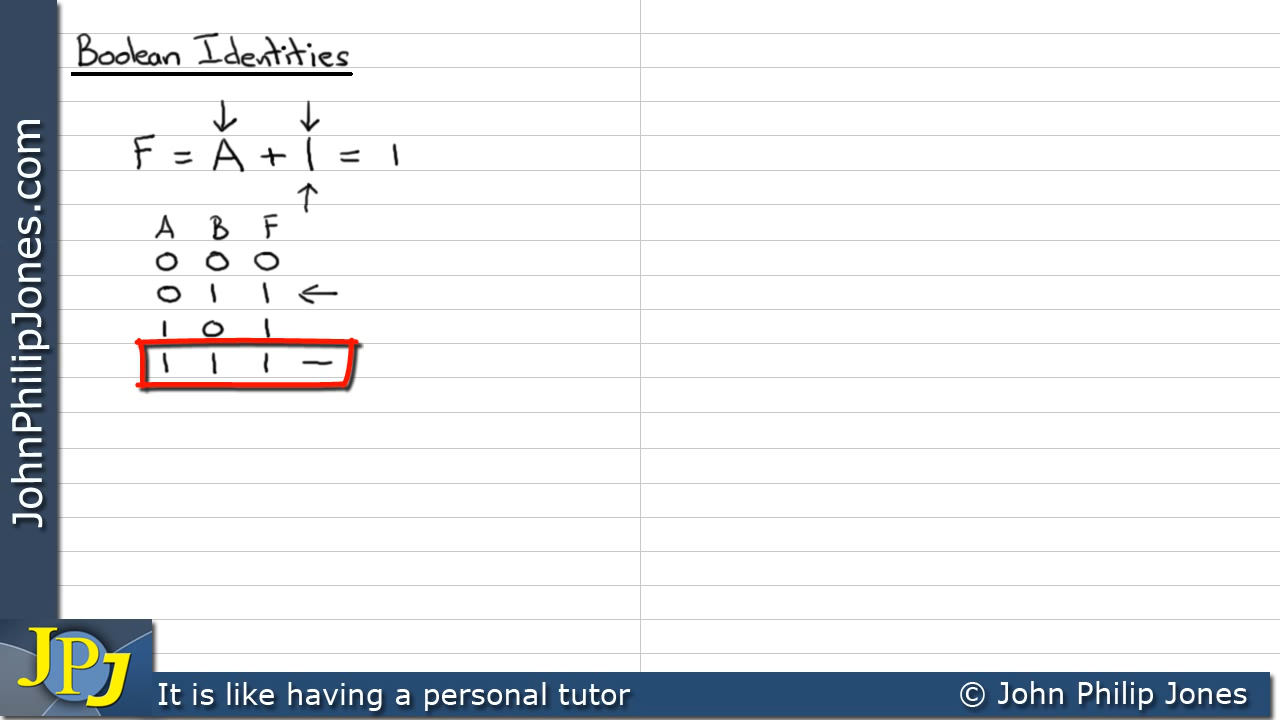 Boolean Identities
↓ ↓
F = A + 1 = 1
↑
A B F
0 0 0
0 1 1 ←
1 0 1
1 1 1 —
JohnPhilipJones.com
JPJ
It is like having a personal tutor
© John Philip Jones